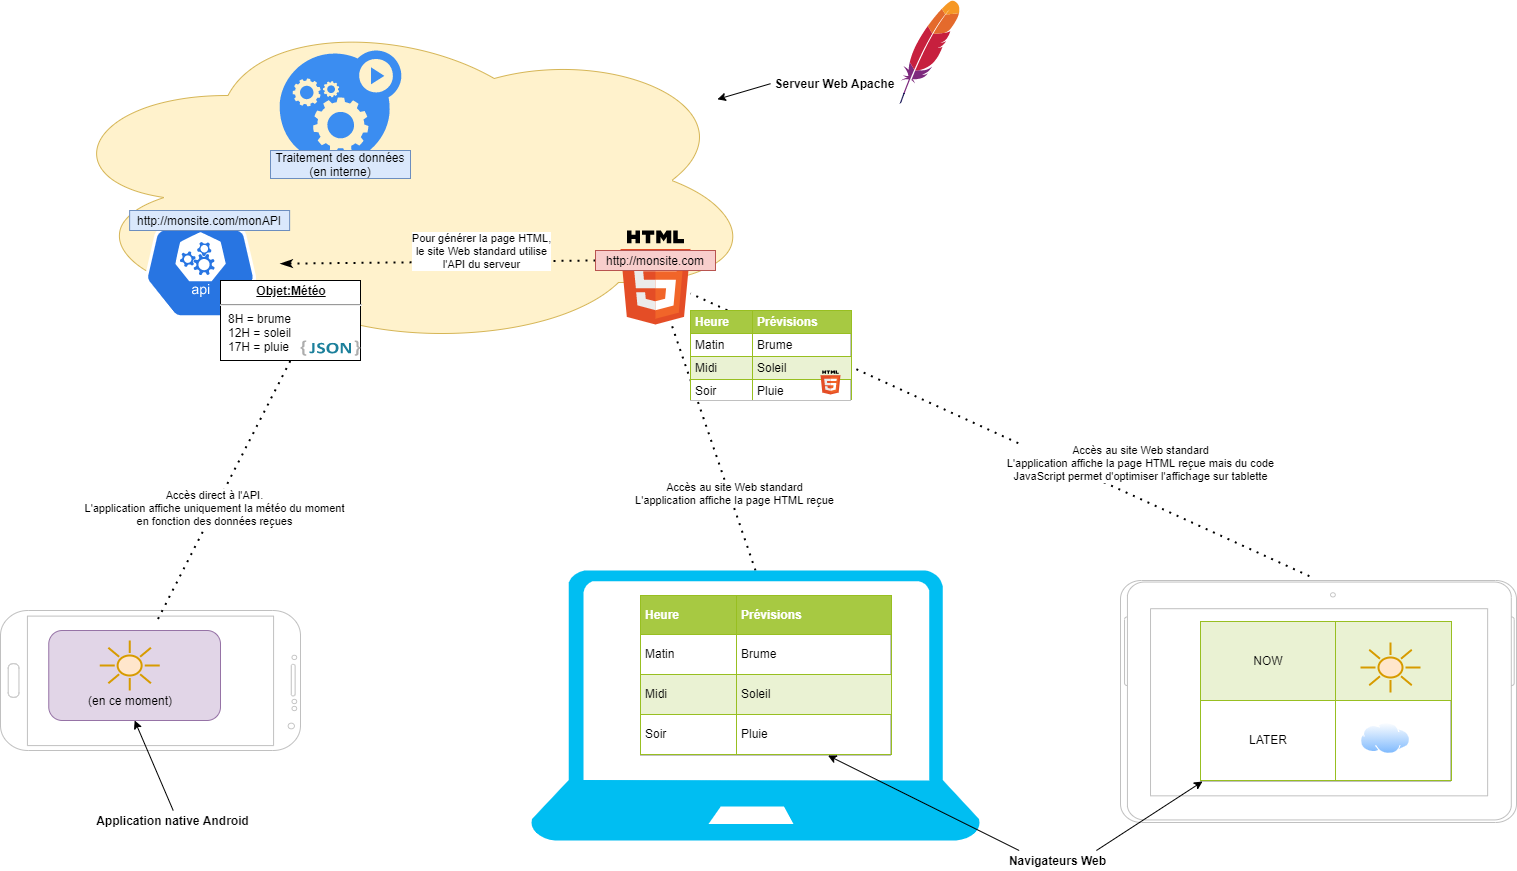 Serveur Web Apache
Traitement des données
(en interne)
http://monsite.com/monAPI
api
Objet:Météo
8H = brume
12H = soleil
17H = pluie
{JSON}
Pour générer la page HTML,
le site Web standard utilise
l'API du serveur
HTML
http://monsite.com
5
Heure Prévisions
Matin Brume
Midi Soleil
Soir Pluie
HTML
5
Accès direct à l'API.
L'application affiche uniquement la météo du moment
en fonction des données reçues
Accès au site Web standard
L'application affiche la page HTML reçue
Accès au site Web standard
L'application affiche la page HTML reçue mais du code
JavaScript permet d'optimiser l'affichage sur tablette
(en ce moment)
Application native Android
Heure Prévisions
Matin Brume
Midi Soleil
Soir Pluie
NOW
LATER
Navigateurs Web